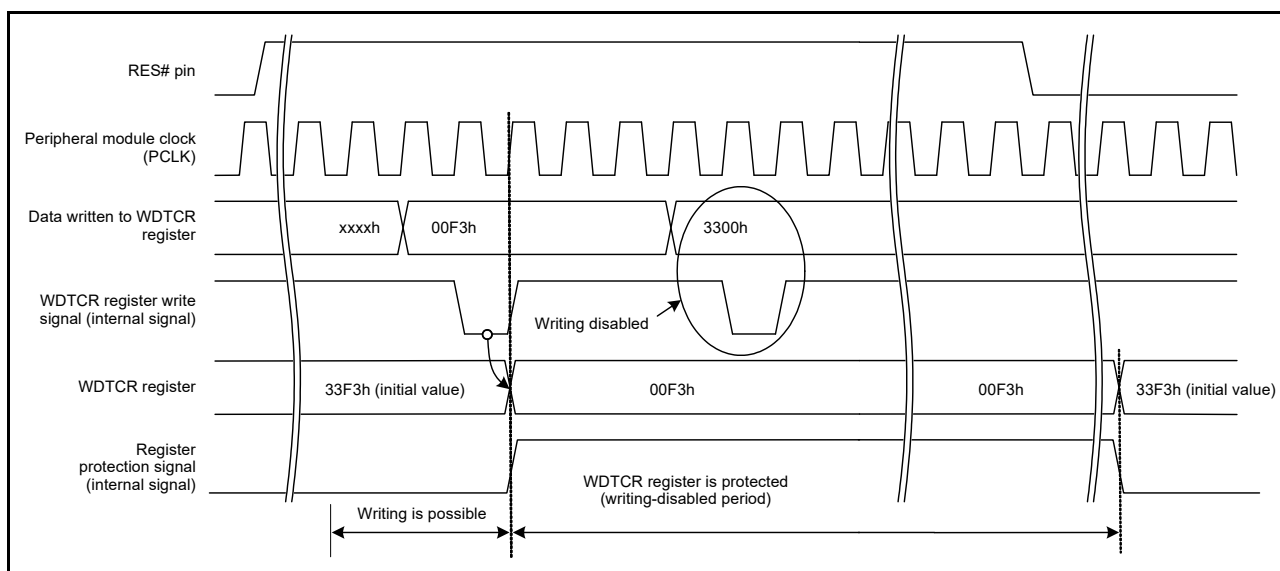 RES# pin
Peripheral module clock
(PCLK)
Data written to WDTCR
register
xxxxh
00F3h
3300h
WDTCR register write
signal (internal signal)
Writing disabled
WDTCR register
33F3h (initial value)
00F3h
00F3h
33F3h (initial value)
Register
protection signal
(internal signal)
WDTCR register is protected
(writing-disabled period)
Writing is possible